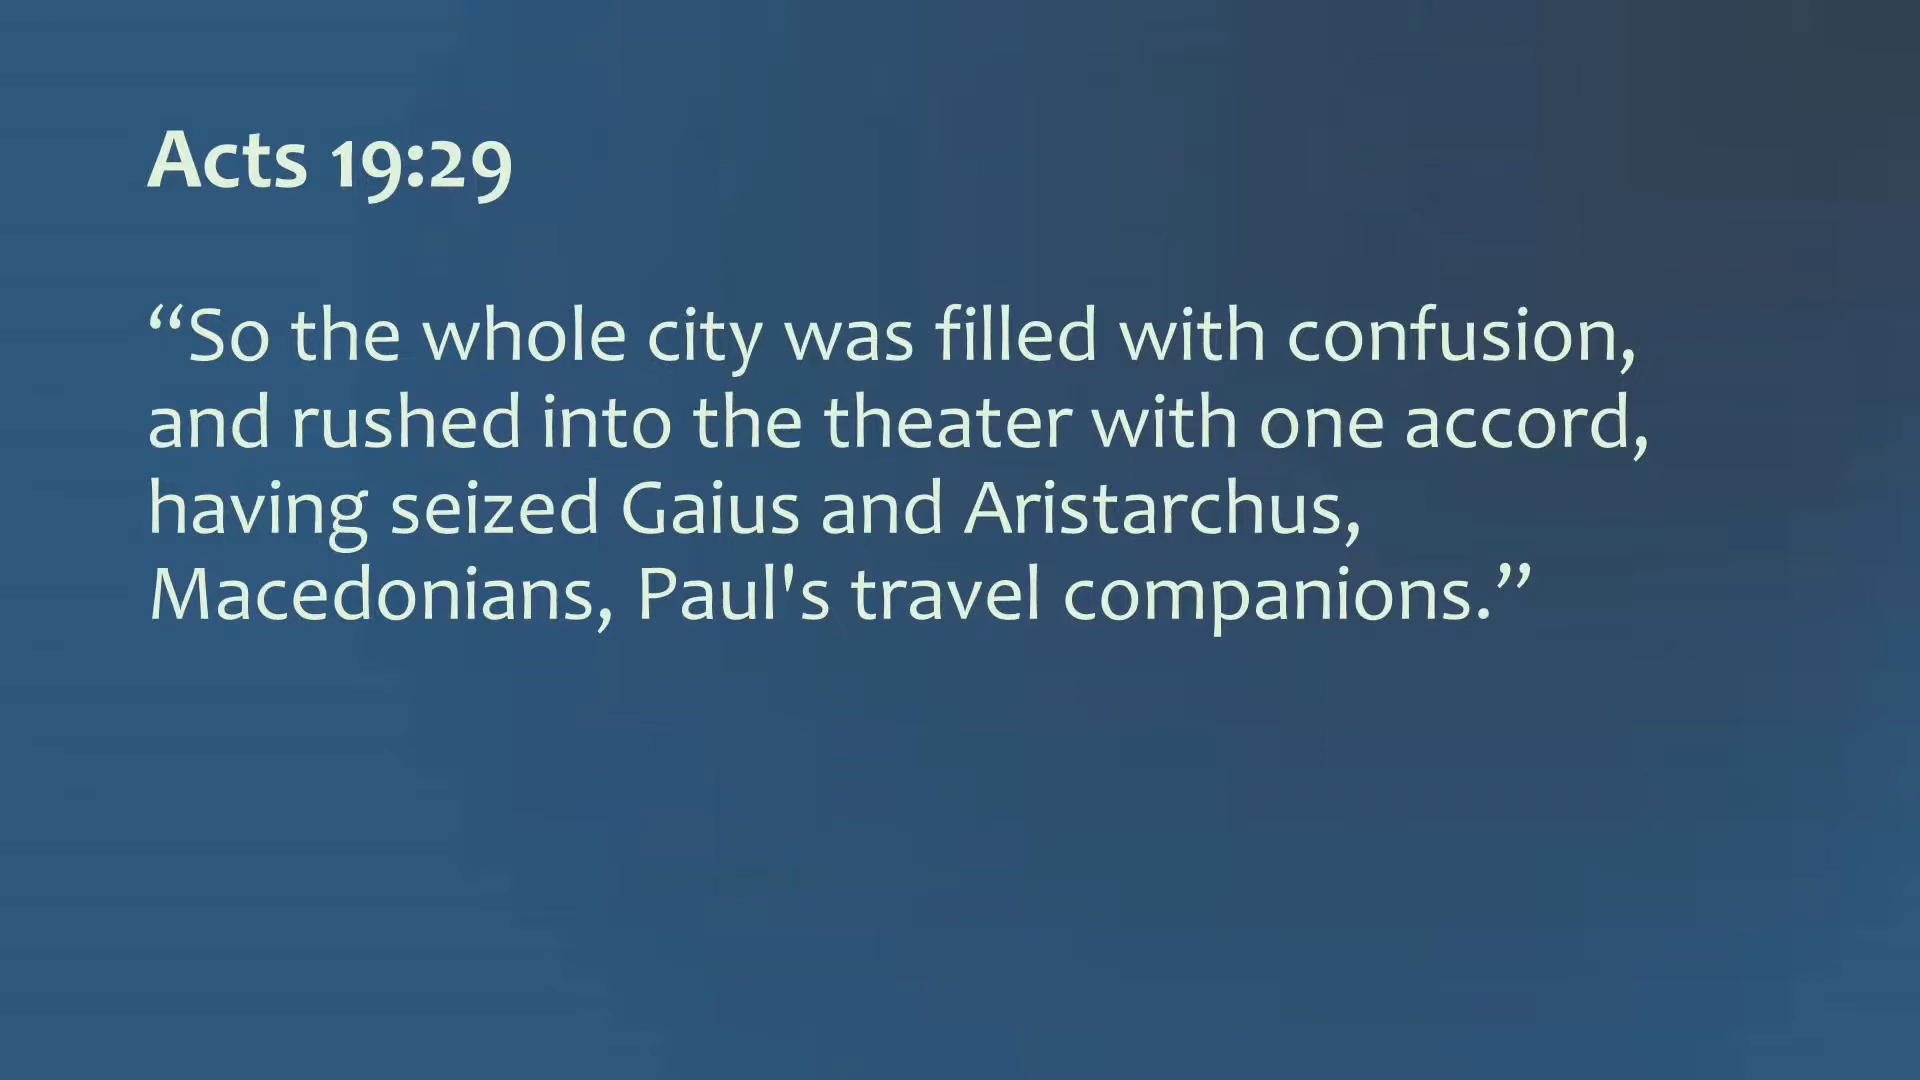 Acts 19:29
“So the whole city was filled with confusion,
and rushed into the theater with one accord,
having seized Gaius and Aristarchus,
Macedonians, Paul's travel companions.”